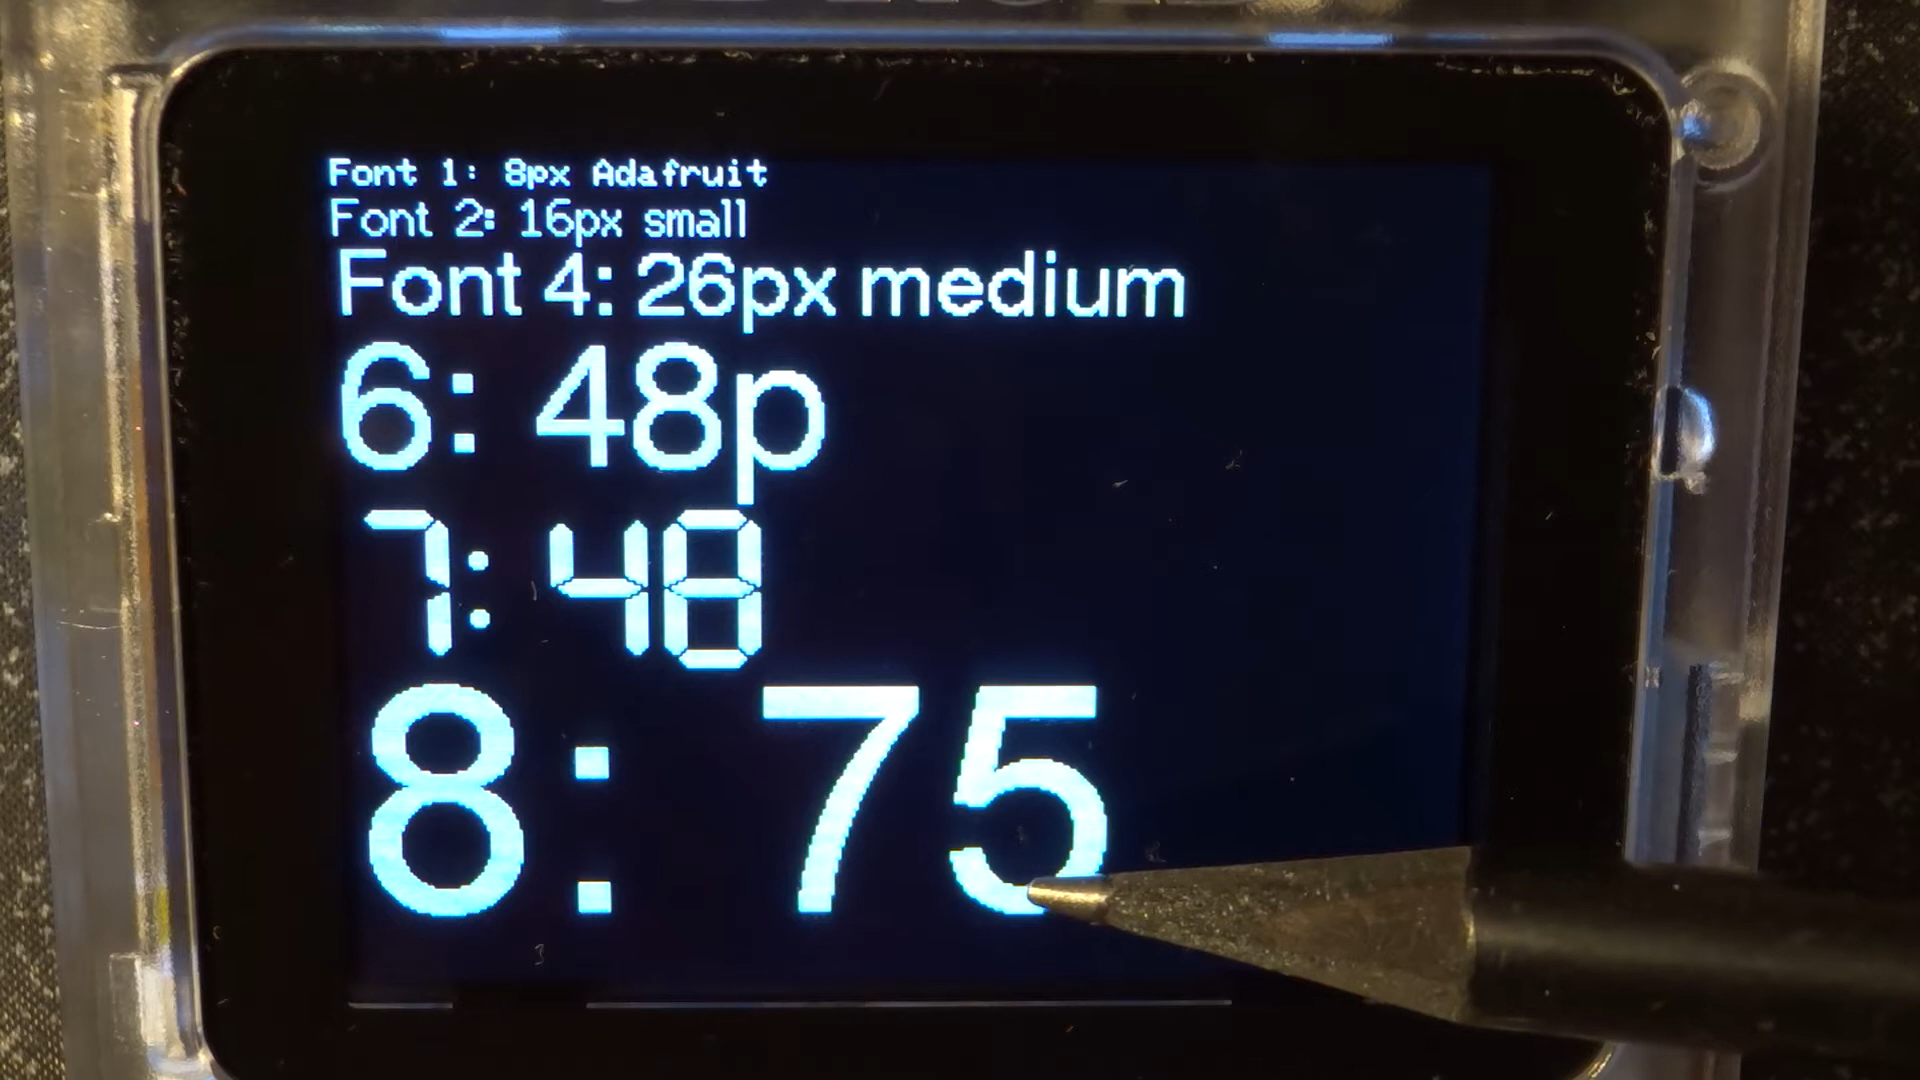 Font 1: 8px Adafruit
Font 2: 16px small
Font 4: 26px medium
6: 48p
7: 48
8: 75